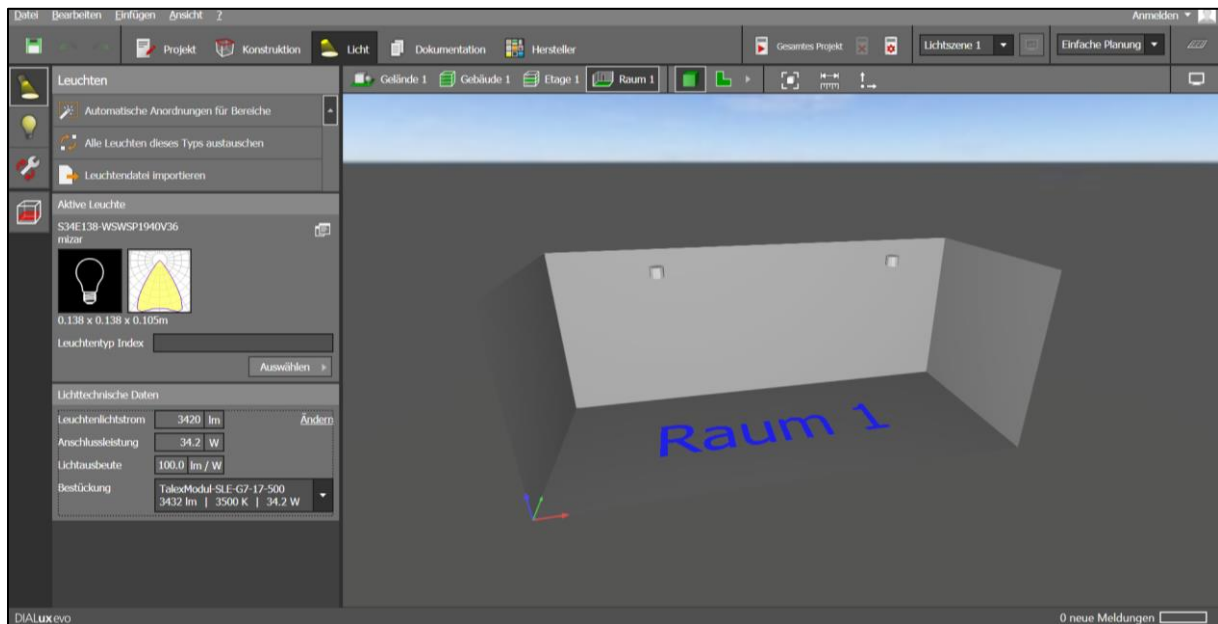 Datei Bearbeiten Einfügen Ansicht ? Anmelden
Projekt Konstruktion Licht Dokumentation Hersteller Gesamtes Projekt Lichtszene 1 Einfache Planung
Leuchten
Gelände 1 Gebäude 1 Etage 1 Raum 1
Automatische Anordnungen für Bereiche
Alle Leuchten dieses Typs austauschen
Leuchtendatei importieren
Aktive Leuchte
S34E138-WSWSP1940V36
mizar
0.138 x 0.138 x 0.105m
Leuchtentyp Index
Auswählen
Lichttechnische Daten
Leuchtenlichtstrom 3420 lm Ändern
Anschlussleistung 34.2 W
Lichtausbeute 100.0 lm / W
Bestückung TalexModul-SLE-G7-17-500
3432 lm | 3500 K | 34.2 W
Raum 1
DIALux evo 0 neue Meldungen